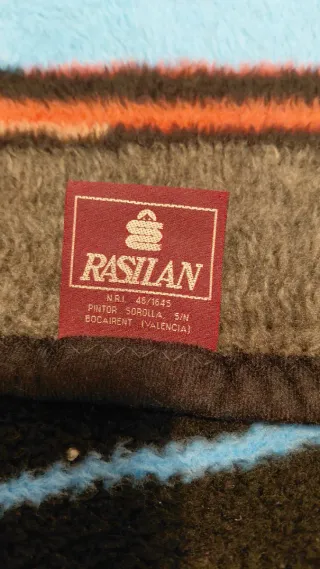 RASILAN
N.R.I. 46/1645
PINTOR SOROLLA, S/N
BOCAIRENT (VALENCIA)